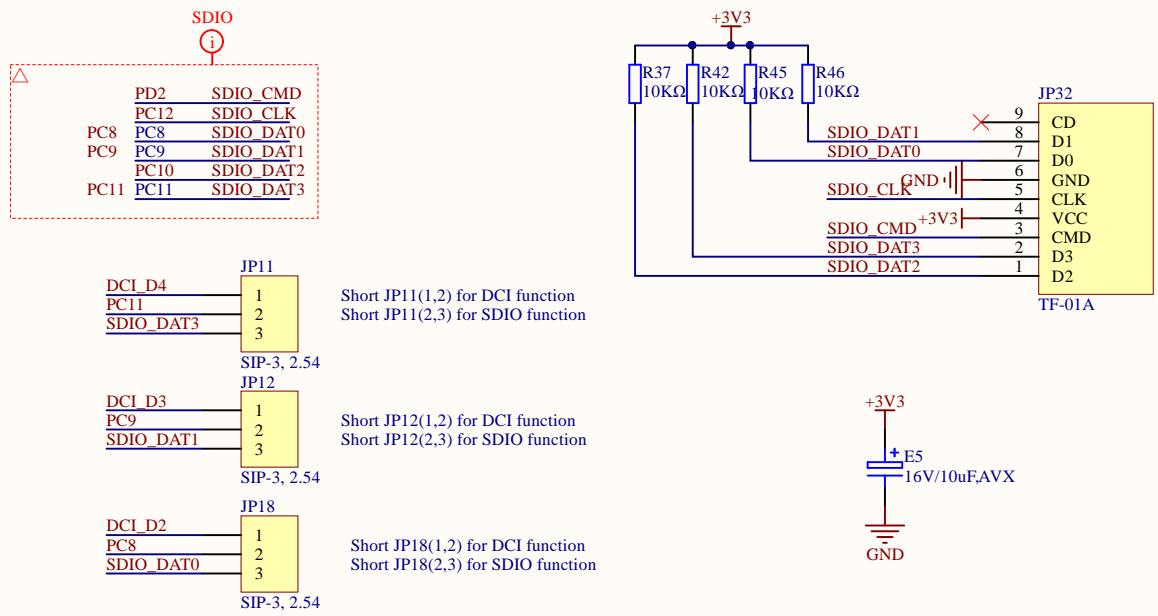 SDIO
i
PD2 SDIO_CMD
PC12 SDIO_CLK
PC8 PC8 SDIO_DAT0
PC9 PC9 SDIO_DAT1
PC10 SDIO_DAT2
PC11 PC11 SDIO_DAT3
+3V3
R37 R42 R45 R46
10KΩ 10KΩ 10KΩ 10KΩ
JP32
9 CD
SDIO_DAT1 8 D1
SDIO_DAT0 7 D0
GND 6 GND
SDIO_CLK 5 CLK
+3V3 4 VCC
SDIO_CMD 3 CMD
SDIO_DAT3 2 D3
SDIO_DAT2 1 D2
TF-01A
JP11
DCI_D4 1
PC11 2
SDIO_DAT3 3
SIP-3, 2.54
Short JP11(1,2) for DCI function
Short JP11(2,3) for SDIO function
JP12
DCI_D3 1
PC9 2
SDIO_DAT1 3
SIP-3, 2.54
Short JP12(1,2) for DCI function
Short JP12(2,3) for SDIO function
JP18
DCI_D2 1
PC8 2
SDIO_DAT0 3
SIP-3, 2.54
Short JP18(1,2) for DCI function
Short JP18(2,3) for SDIO function
+3V3
+ E5
16V/10uF,AVX
GND